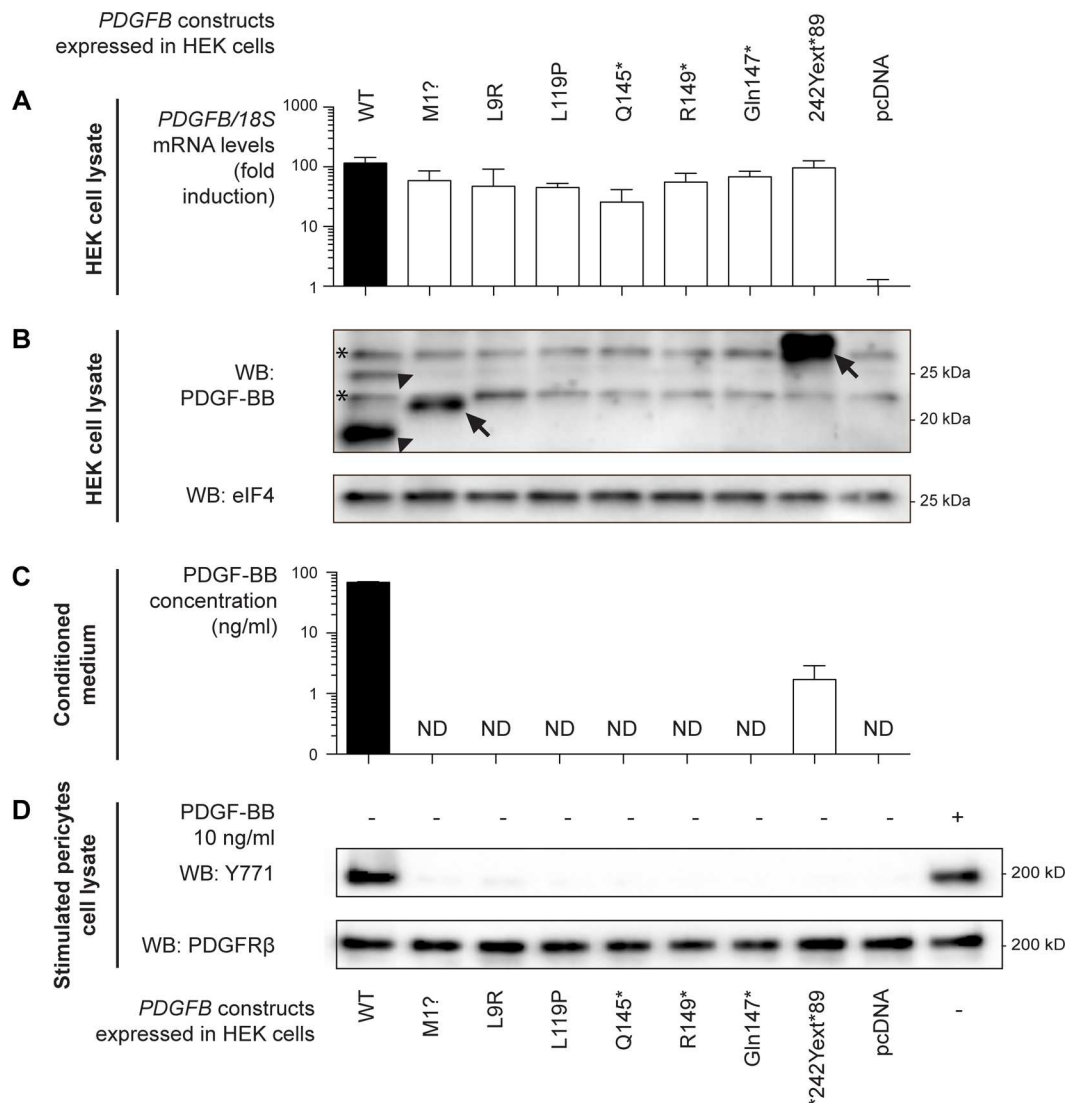 PDGFB constructs
expressed in HEK cells
WT
M1?
L9R
L119P
Q145*
R149*
Gln147*
242Yext*89
pcDNA
A
HEK cell lysate
PDGFB/18S
mRNA levels
(fold
induction)
1000
100
10
1
B
HEK cell lysate
WB:
PDGF-BB
*
*
25 kDa
20 kDa
WB: eIF4
25 kDa
C
Conditioned
medium
PDGF-BB
concentration
(ng/ml)
100
10
1
0
ND ND ND ND ND ND ND
D
Stimulated pericytes
cell lysate
PDGF-BB
10 ng/ml
- - - - - - - - - +
WB: Y771
200 kD
WB: PDGFRβ
200 kD
PDGFB constructs
expressed in HEK cells
WT
M1?
L9R
L119P
Q145*
R149*
Gln147*
*242Yext*89
pcDNA
-